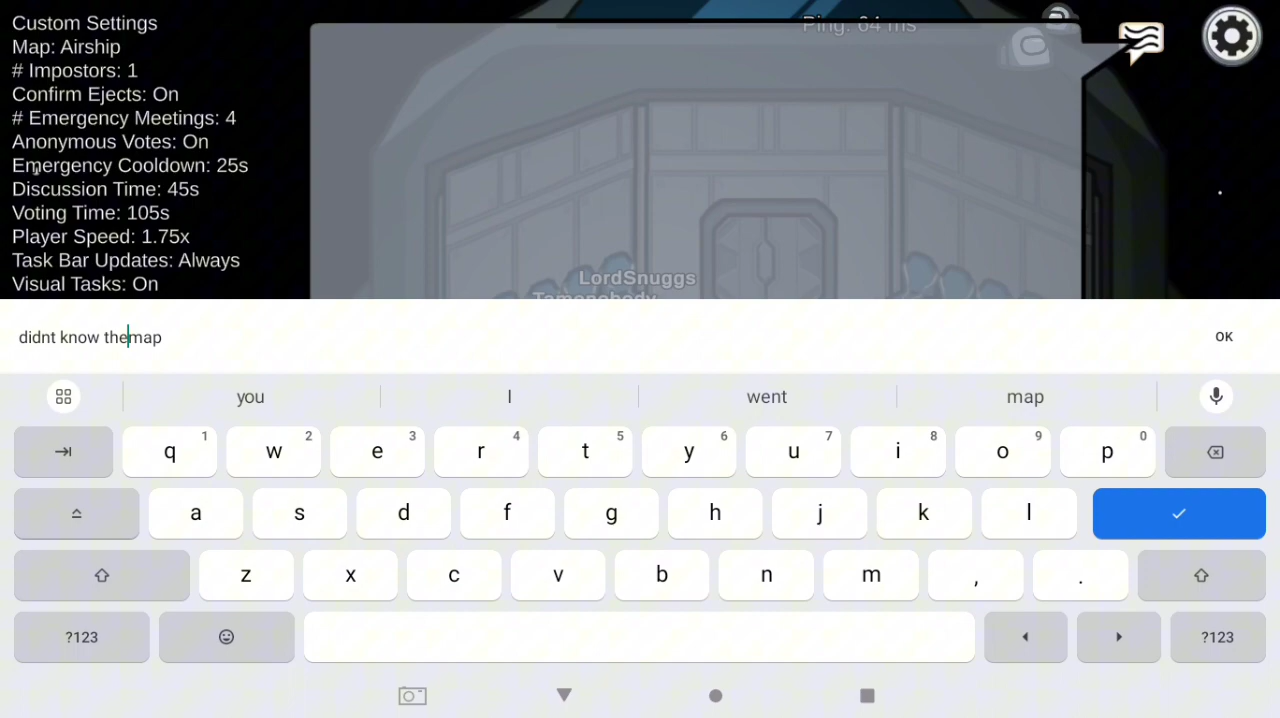 Custom Settings
Map: Airship
# Impostors: 1
Confirm Ejects: On
# Emergency Meetings: 4
Anonymous Votes: On
Emergency Cooldown: 25s
Discussion Time: 45s
Voting Time: 105s
Player Speed: 1.75x
Task Bar Updates: Always
Visual Tasks: On
Ping: 64 ms
LordSnuggs
Tamenobody
didnt know themap
OK
you I went map
q 1 w 2 e 3 r 4 t 5 y 6 u 7 i 8 o 9 p 0
a s d f g h j k l
z x c v b n m , .
?123 ?123